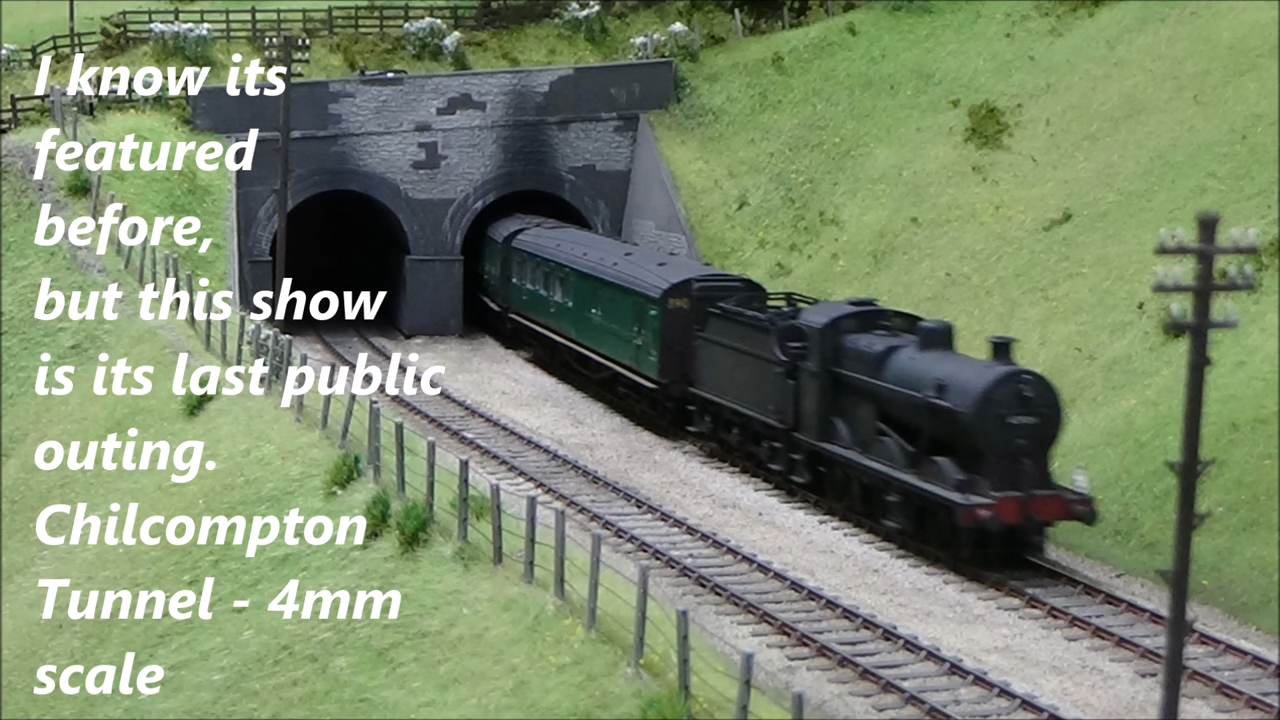 I know its
featured
before,
but this show
is its last public
outing.
Chilcompton
Tunnel - 4mm
scale